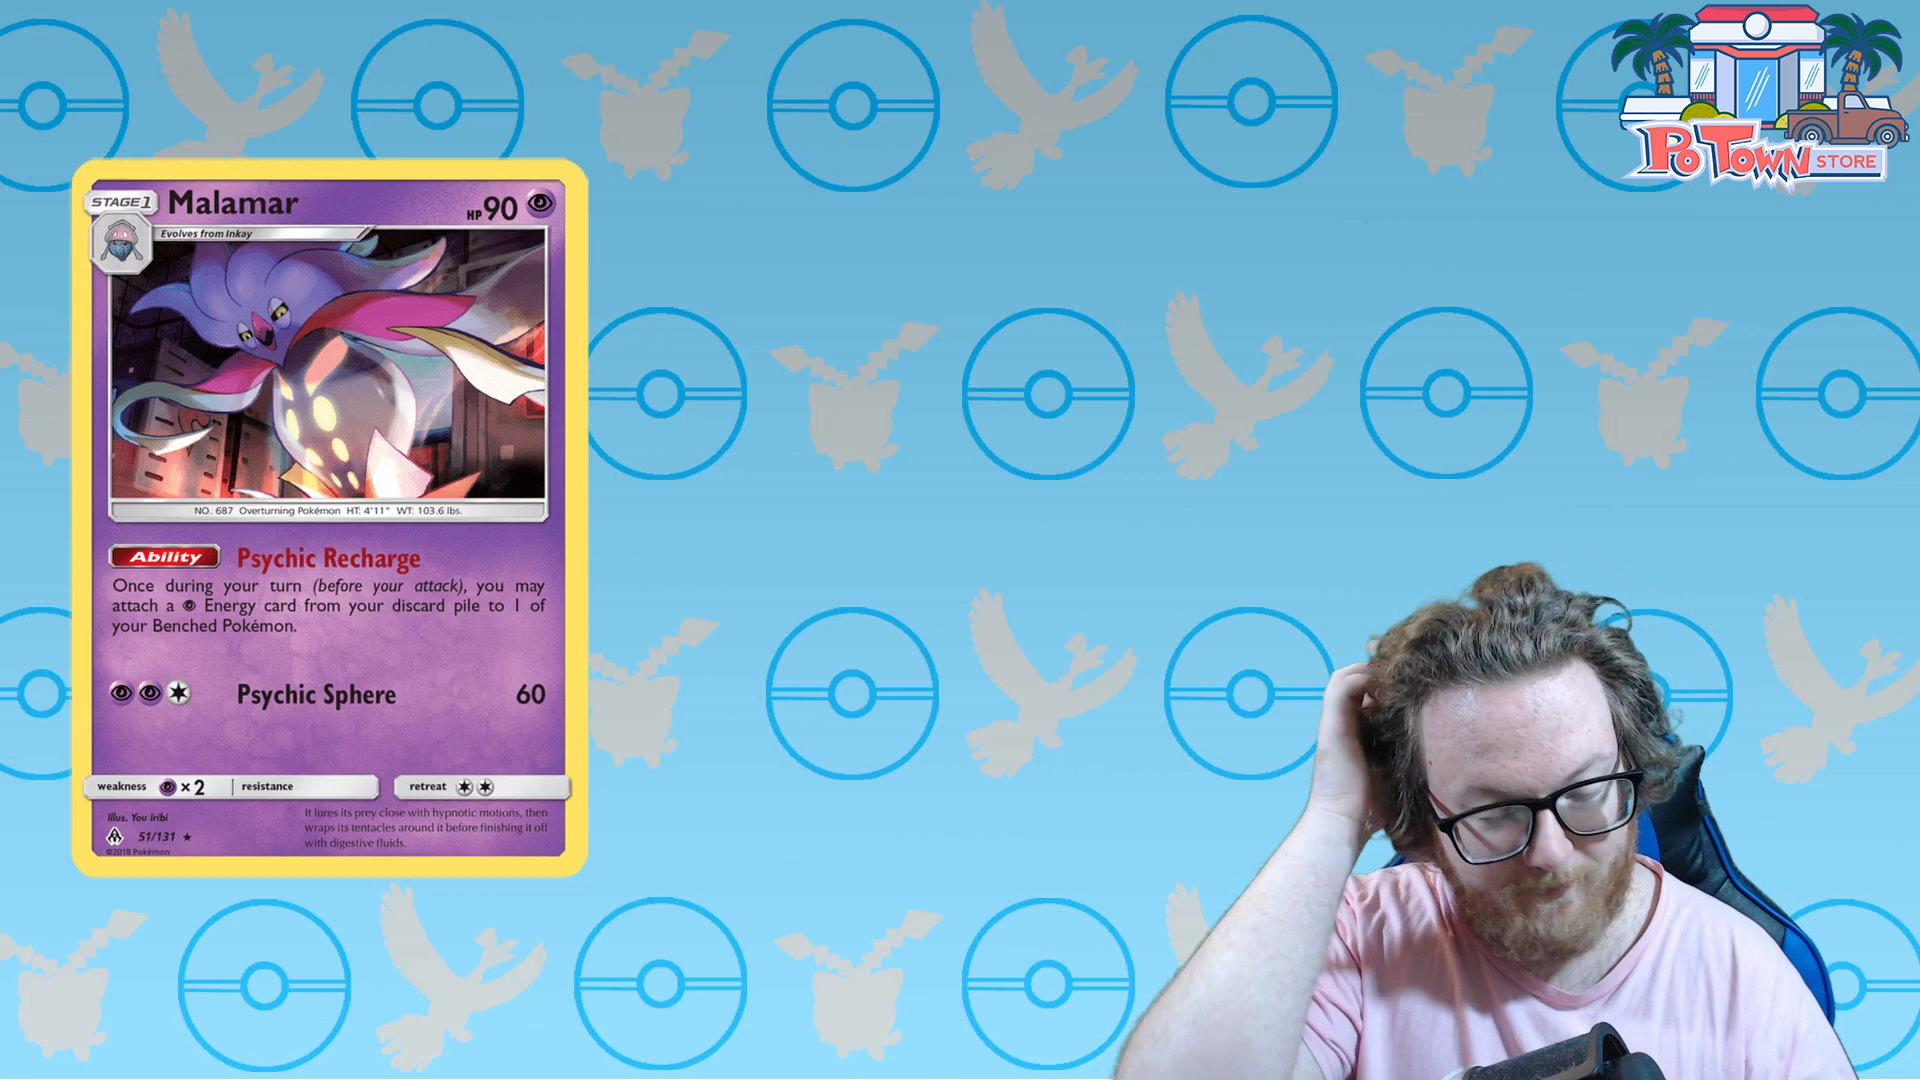 PoTown STORE
STAGE1 Malamar HP 90
Evolves from Inkay
NO. 687 Overturning Pokémon HT: 4'11" WT: 103.6 lbs.
Ability Psychic Recharge
Once during your turn (before your attack), you may
attach a Energy card from your discard pile to 1 of
your Benched Pokémon.
Psychic Sphere 60
weakness ×2 resistance retreat
Illus. You Iribi
51/131 ★
©2018 Pokémon
It lures its prey close with hypnotic motions, then
wraps its tentacles around it before finishing it off
with digestive fluids.